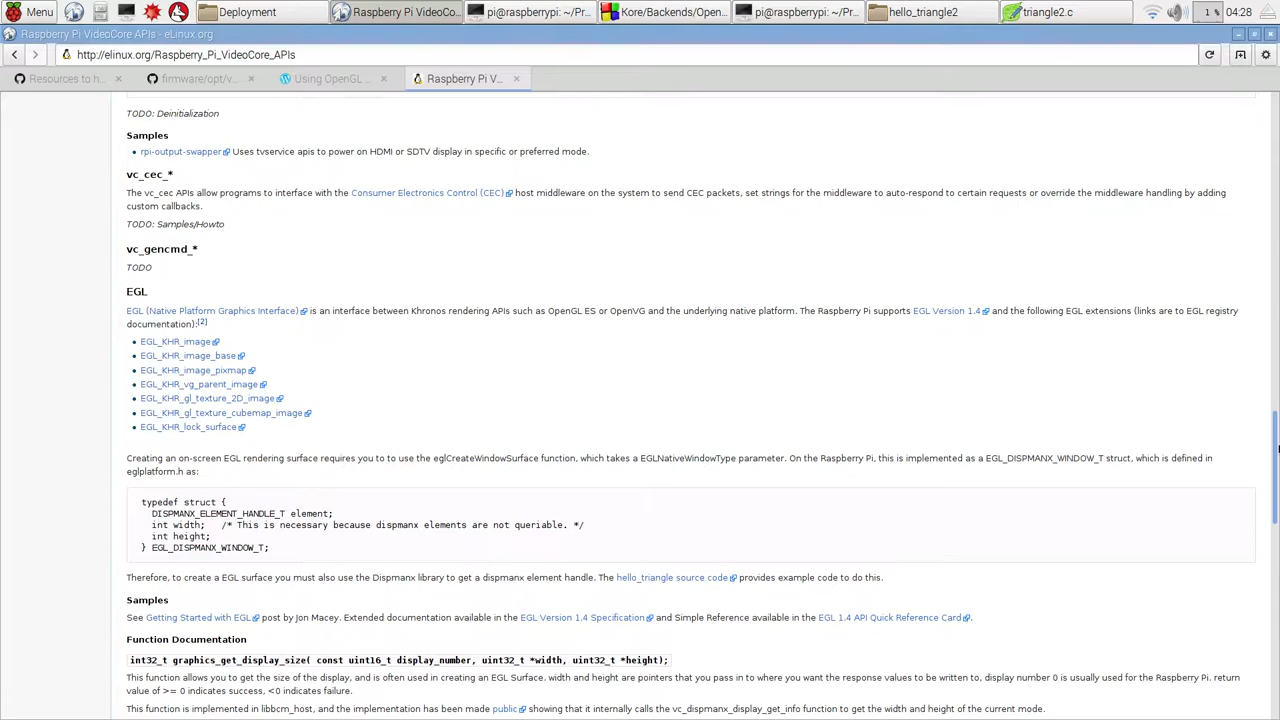 Menu
Deployment
Raspberry Pi VideoCo...
pi@raspberrypi: ~/Pr...
Kore/Backends/Open...
pi@raspberrypi: ~/Pr...
hello_triangle2
triangle2.c
1 %
04:28
Raspberry Pi VideoCore APIs - eLinux.org
http://elinux.org/Raspberry_Pi_VideoCore_APIs
Resources to h...
firmware/opt/v...
Using OpenGL ...
Raspberry Pi V...
TODO: Deinitialization
Samples
rpi-output-swapper Uses tvservice apis to power on HDMI or SDTV display in specific or preferred mode.
vc_cec_*
The vc_cec APIs allow programs to interface with the Consumer Electronics Control (CEC) host middleware on the system to send CEC packets, set strings for the middleware to auto-respond to certain requests or override the middleware handling by adding
custom callbacks.
TODO: Samples/Howto
vc_gencmd_*
TODO
EGL
EGL (Native Platform Graphics Interface) is an interface between Khronos rendering APIs such as OpenGL ES or OpenVG and the underlying native platform. The Raspberry Pi supports EGL Version 1.4 and the following EGL extensions (links are to EGL registry
documentation):[2]
EGL_KHR_image
EGL_KHR_image_base
EGL_KHR_image_pixmap
EGL_KHR_vg_parent_image
EGL_KHR_gl_texture_2D_image
EGL_KHR_gl_texture_cubemap_image
EGL_KHR_lock_surface
Creating an on-screen EGL rendering surface requires you to to use the eglCreateWindowSurface function, which takes a EGLNativeWindowType parameter. On the Raspberry Pi, this is implemented as a EGL_DISPMANX_WINDOW_T struct, which is defined in
eglplatform.h as:
typedef struct {
DISPMANX_ELEMENT_HANDLE_T element;
int width; /* This is necessary because dispmanx elements are not queriable. */
int height;
} EGL_DISPMANX_WINDOW_T;
Therefore, to create a EGL surface you must also use the Dispmanx library to get a dispmanx element handle. The hello_triangle source code provides example code to do this.
Samples
See Getting Started with EGL post by Jon Macey. Extended documentation available in the EGL Version 1.4 Specification and Simple Reference available in the EGL 1.4 API Quick Reference Card.
Function Documentation
int32_t graphics_get_display_size( const uint16_t display_number, uint32_t *width, uint32_t *height);
This function allows you to get the size of the display, and is often used in creating an EGL Surface. width and height are pointers that you pass in to where you want the response values to be written to, display number 0 is usually used for the Raspberry Pi. return
value of >= 0 indicates success, <0 indicates failure.
This function is implemented in libbcm_host, and the implementation has been made public showing that it internally calls the vc_dispmanx_display_get_info function to get the width and height of the current mode.